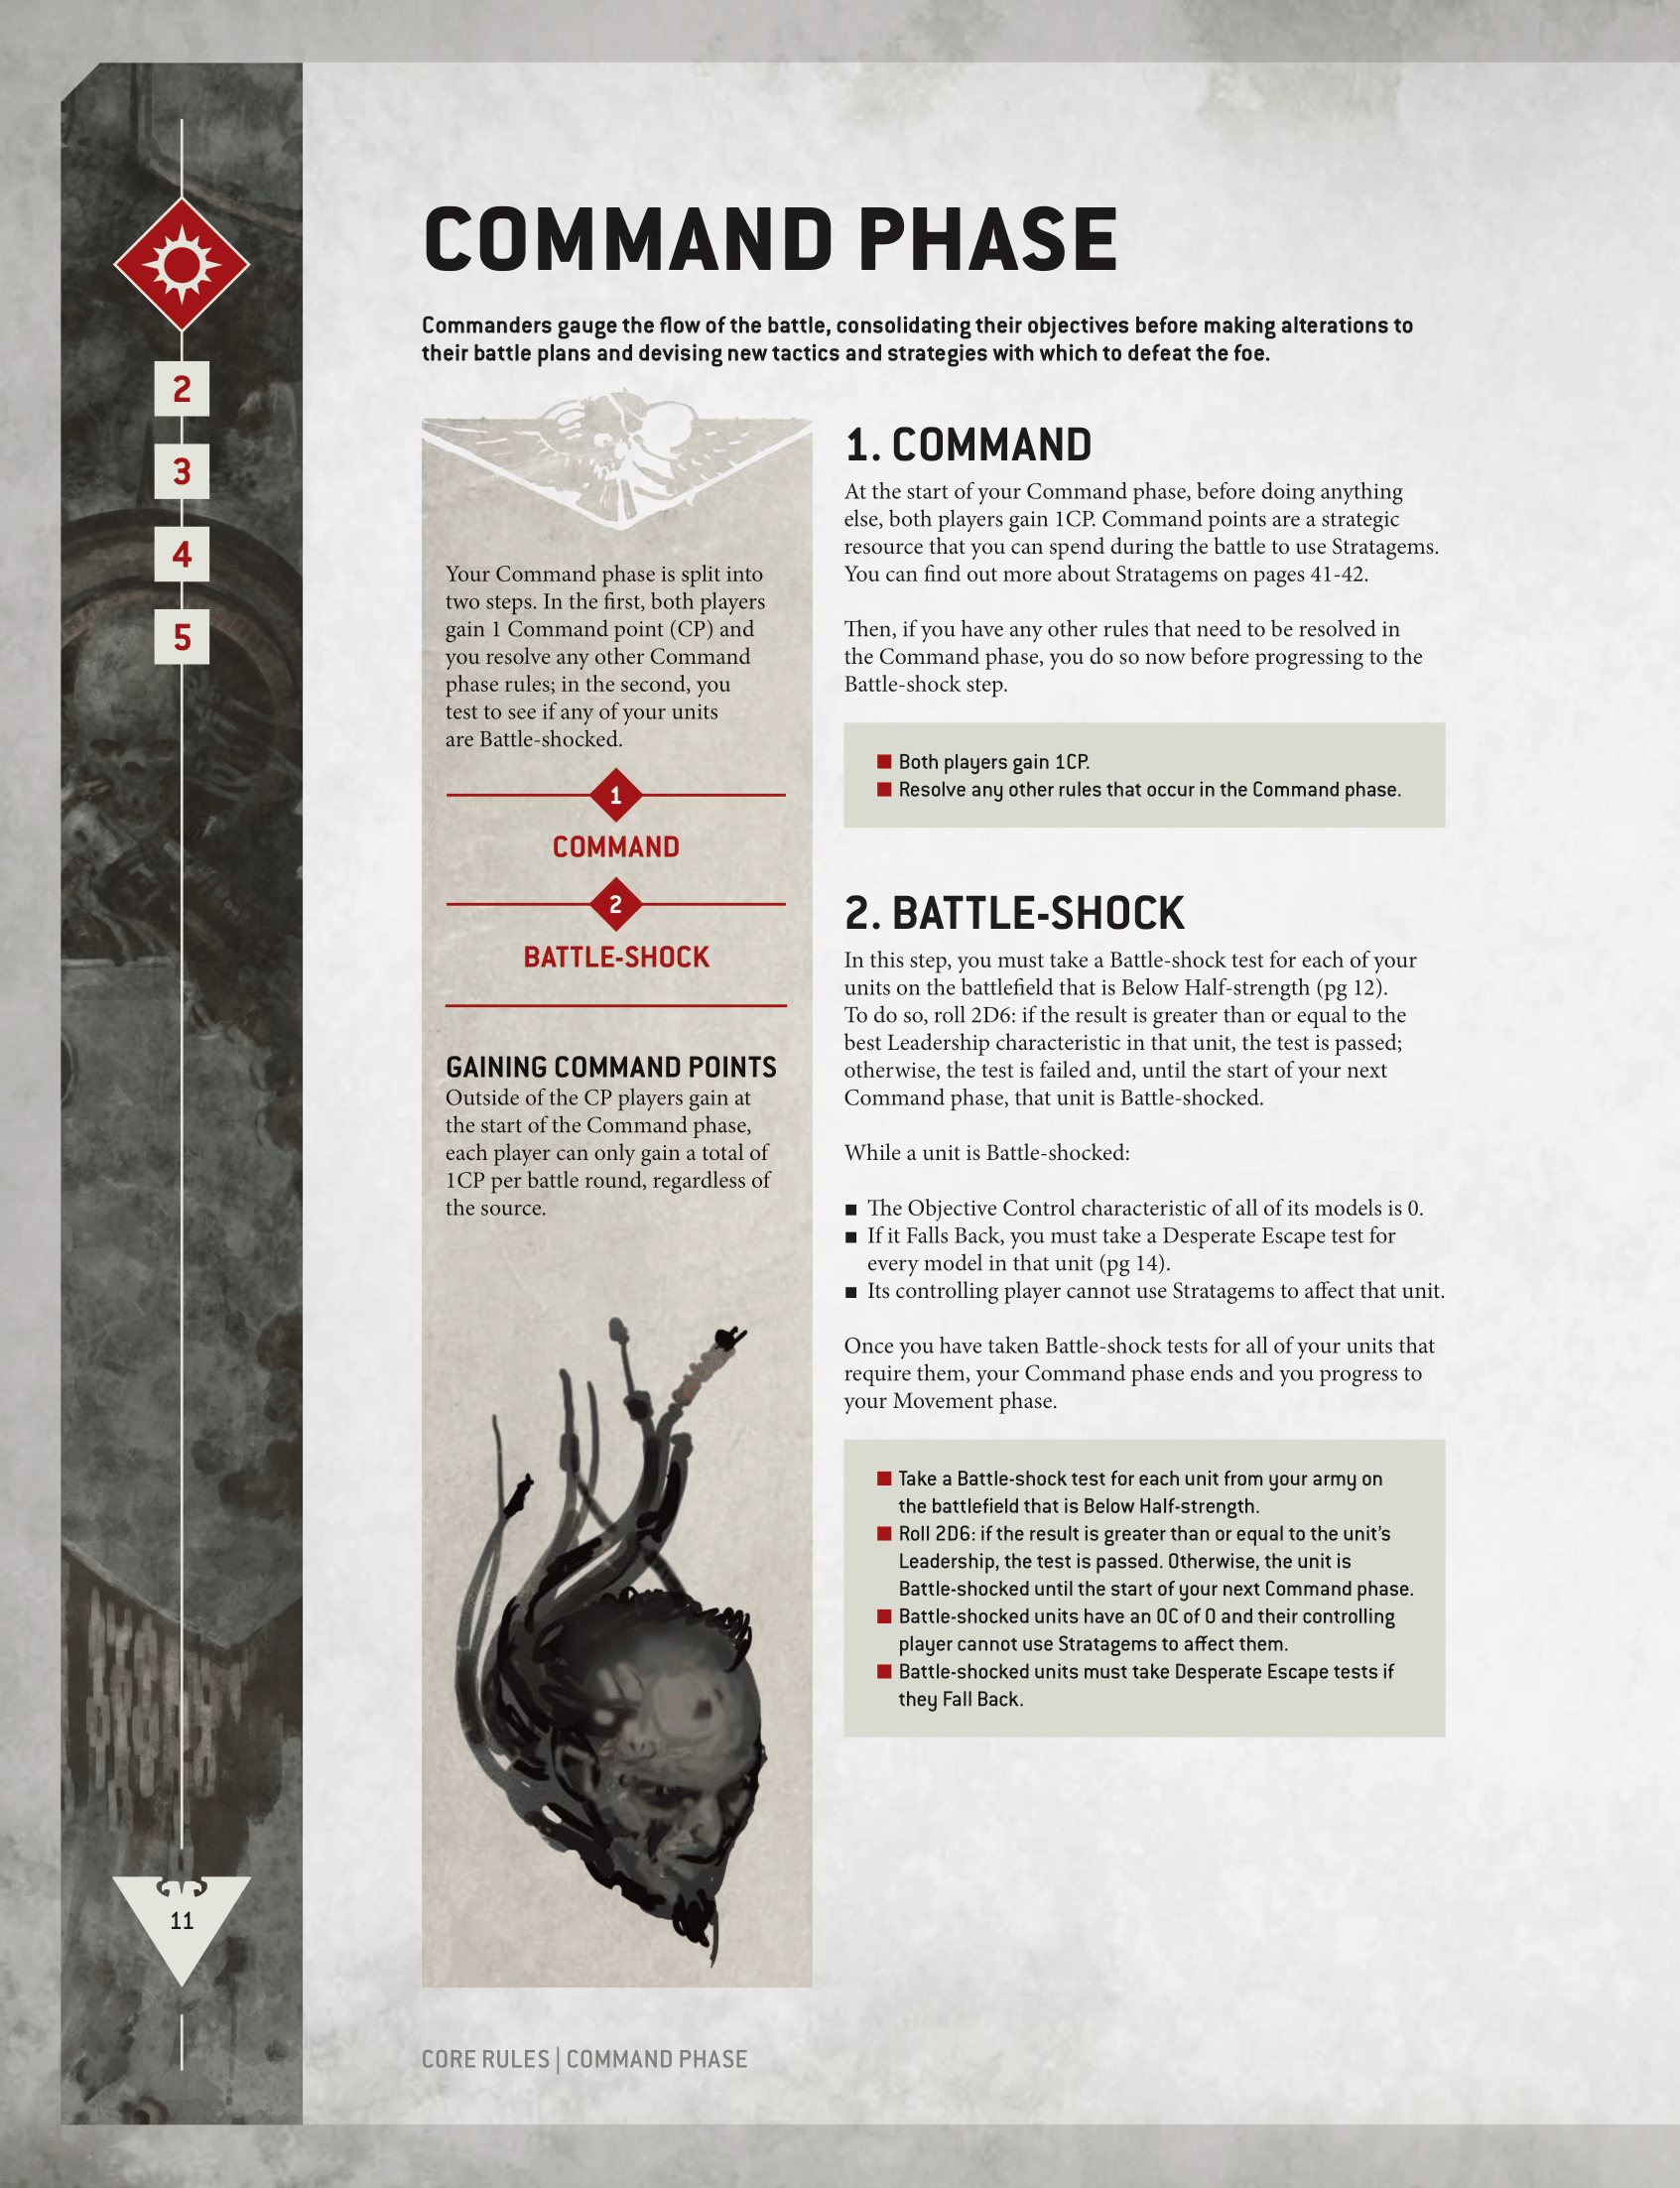 COMMAND PHASE
Commanders gauge the flow of the battle, consolidating their objectives before making alterations to
their battle plans and devising new tactics and strategies with which to defeat the foe.
2
3
4
5
Your Command phase is split into
two steps. In the first, both players
gain 1 Command point (CP) and
you resolve any other Command
phase rules; in the second, you
test to see if any of your units
are Battle-shocked.
1
COMMAND
2
BATTLE-SHOCK
GAINING COMMAND POINTS
Outside of the CP players gain at
the start of the Command phase,
each player can only gain a total of
1CP per battle round, regardless of
the source.
1. COMMAND
At the start of your Command phase, before doing anything
else, both players gain 1CP. Command points are a strategic
resource that you can spend during the battle to use Stratagems.
You can find out more about Stratagems on pages 41-42.
Then, if you have any other rules that need to be resolved in
the Command phase, you do so now before progressing to the
Battle-shock step.
■ Both players gain 1CP.
■ Resolve any other rules that occur in the Command phase.
2. BATTLE-SHOCK
In this step, you must take a Battle-shock test for each of your
units on the battlefield that is Below Half-strength (pg 12).
To do so, roll 2D6: if the result is greater than or equal to the
best Leadership characteristic in that unit, the test is passed;
otherwise, the test is failed and, until the start of your next
Command phase, that unit is Battle-shocked.
While a unit is Battle-shocked:
■ The Objective Control characteristic of all of its models is 0.
■ If it Falls Back, you must take a Desperate Escape test for
every model in that unit (pg 14).
■ Its controlling player cannot use Stratagems to affect that unit.
Once you have taken Battle-shock tests for all of your units that
require them, your Command phase ends and you progress to
your Movement phase.
■ Take a Battle-shock test for each unit from your army on
the battlefield that is Below Half-strength.
■ Roll 2D6: if the result is greater than or equal to the unit's
Leadership, the test is passed. Otherwise, the unit is
Battle-shocked until the start of your next Command phase.
■ Battle-shocked units have an OC of 0 and their controlling
player cannot use Stratagems to affect them.
■ Battle-shocked units must take Desperate Escape tests if
they Fall Back.
11
CORE RULES | COMMAND PHASE